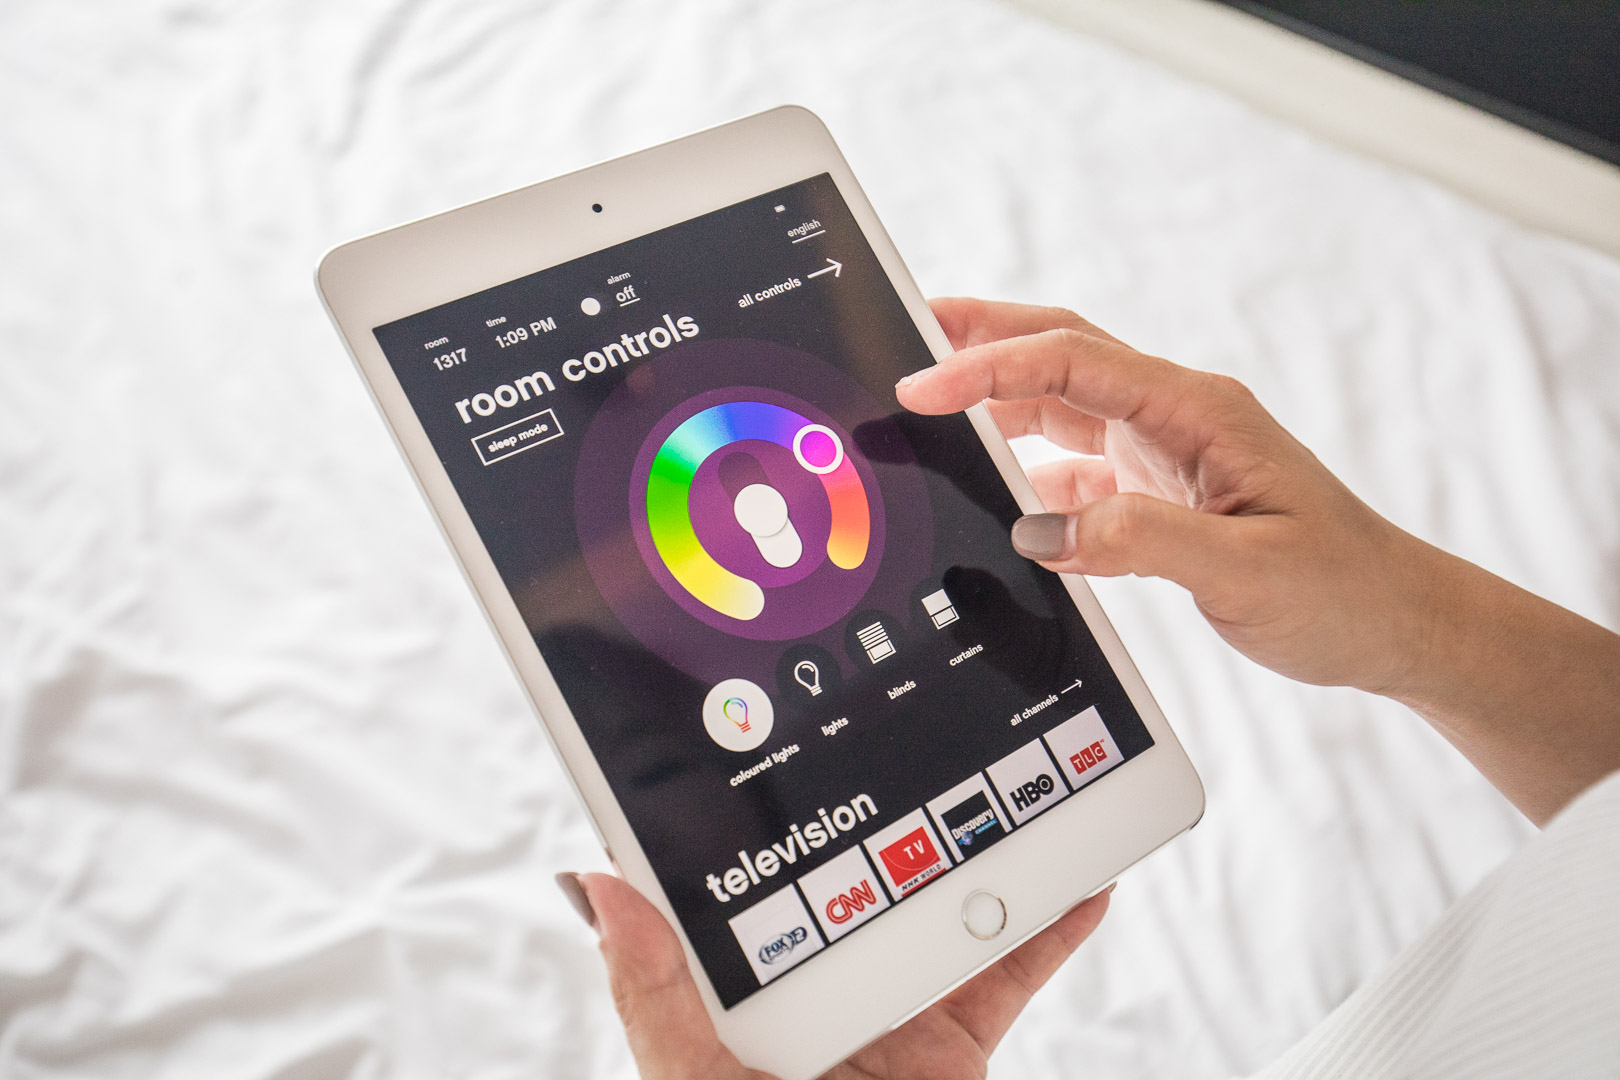 english
room
1317
time
1:09 PM
alarm
off
all controls
room controls
sleep mode
coloured lights
lights
blinds
curtains
all channels
television
FOX
CNN
TV
NHK WORLD
Discovery
CHANNEL
HBO
TLC